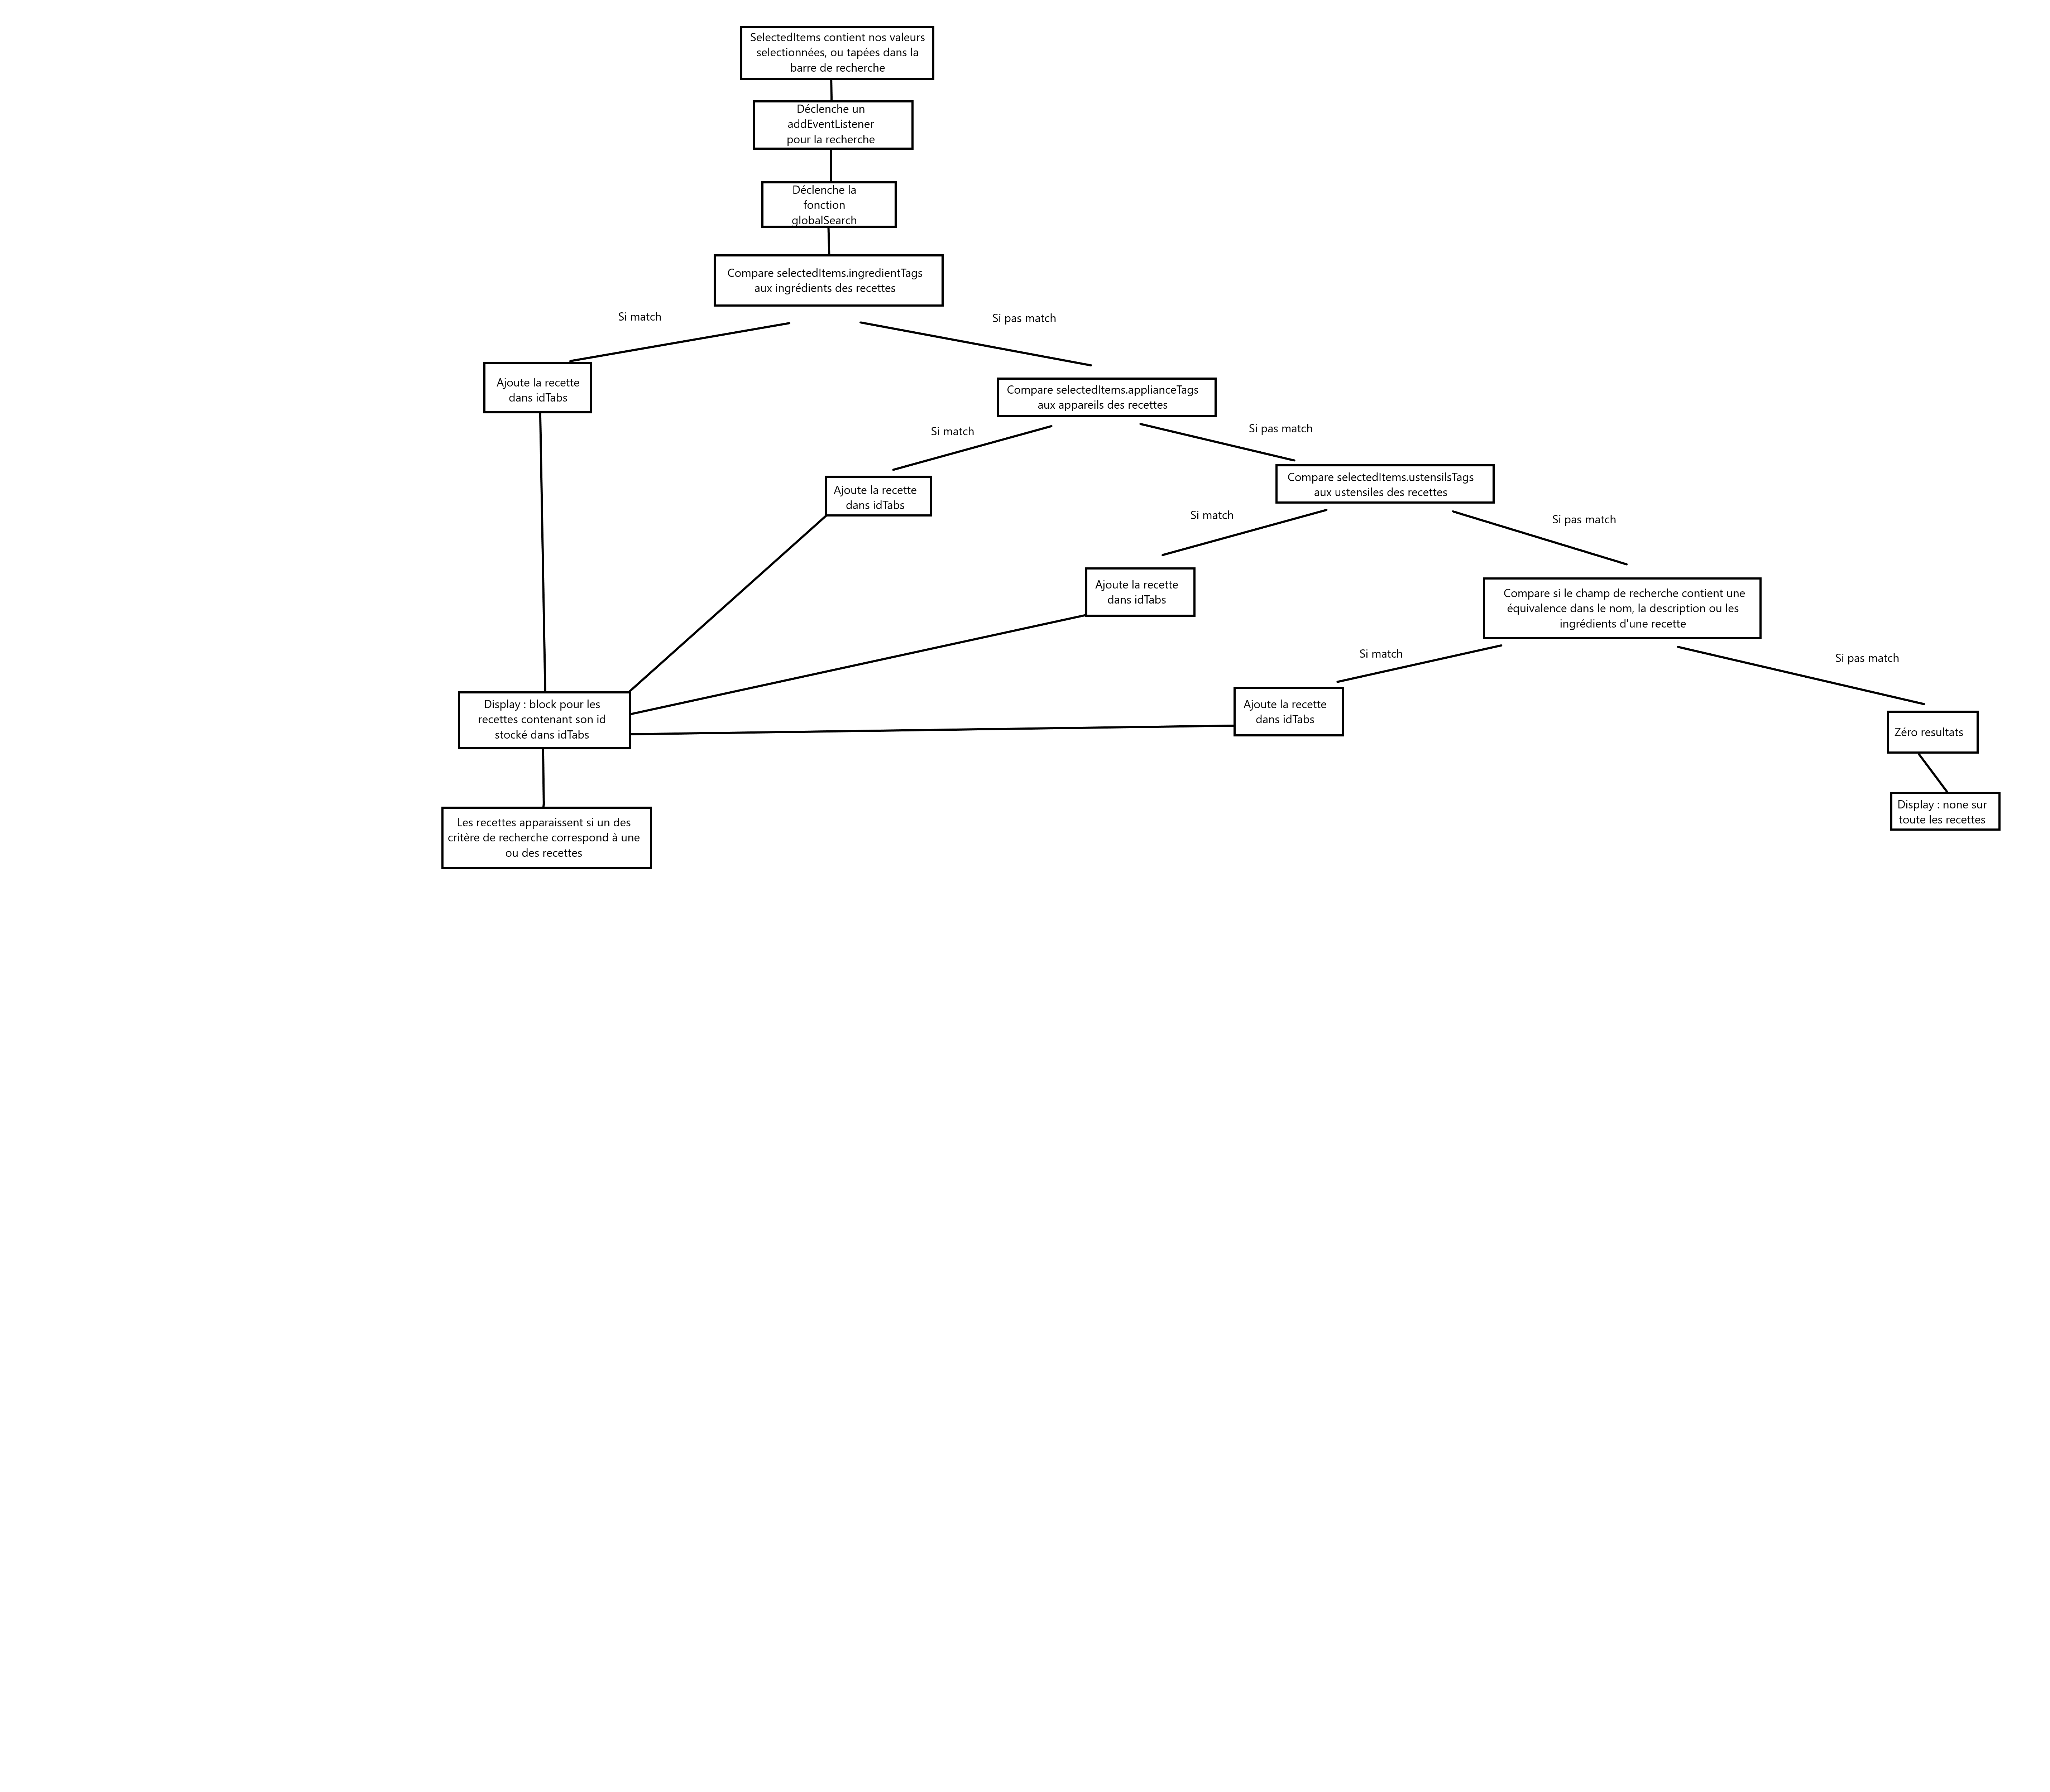 SelectedItems contient nos valeurs
selectionnées, ou tapées dans la
barre de recherche
Déclenche un
addEventListener
pour la recherche
Déclenche la
fonction
globalSearch
Compare selectedItems.ingredientTags
aux ingrédients des recettes
Si match
Si pas match
Ajoute la recette
dans idTabs
Compare selectedItems.applianceTags
aux appareils des recettes
Si match
Si pas match
Ajoute la recette
dans idTabs
Compare selectedItems.ustensilsTags
aux ustensiles des recettes
Si match
Si pas match
Ajoute la recette
dans idTabs
Compare si le champ de recherche contient une
équivalence dans le nom, la description ou les
ingrédients d'une recette
Si match
Si pas match
Ajoute la recette
dans idTabs
Display : block pour les
recettes contenant son id
stocké dans idTabs
Zéro resultats
Display : none sur
toute les recettes
Les recettes apparaissent si un des
critère de recherche correspond à une
ou des recettes